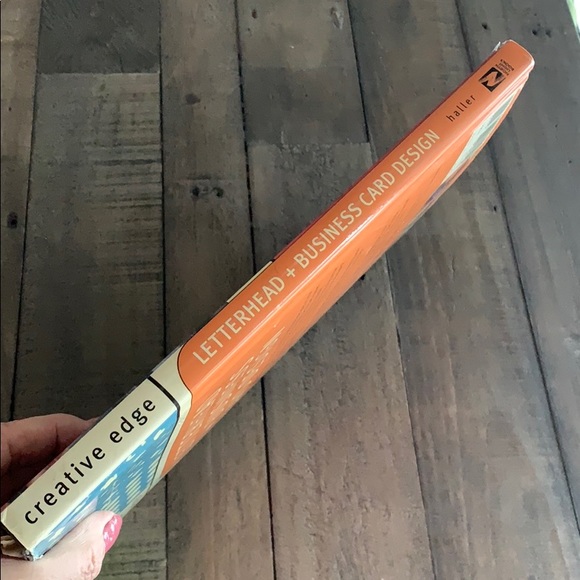 creative edge
LETTERHEAD + BUSINESS CARD DESIGN
haller